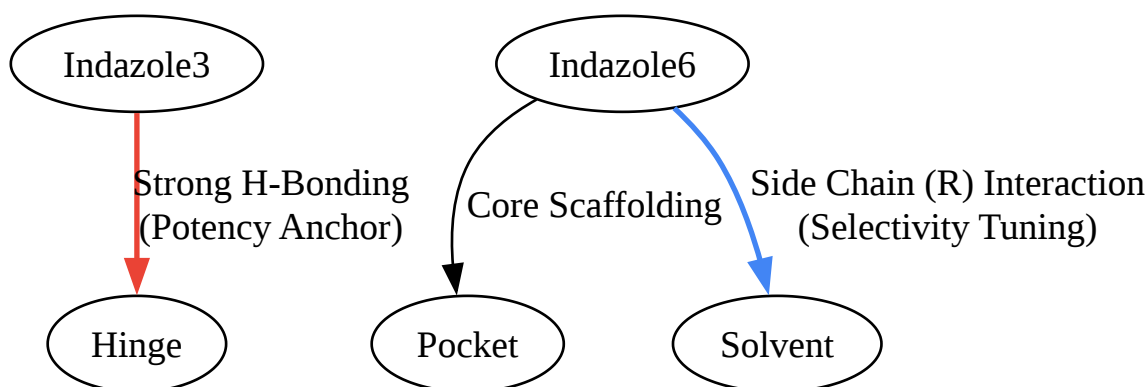 Indazole3
Indazole6
Strong H-Bonding
(Potency Anchor)
Core Scaffolding
Side Chain (R) Interaction
(Selectivity Tuning)
Hinge
Pocket
Solvent